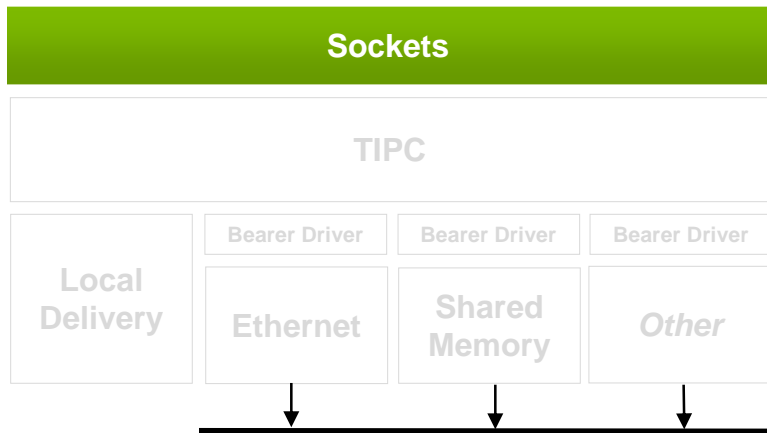 Sockets
TIPC
Local
Delivery
Bearer Driver
Ethernet
Bearer Driver
Shared
Memory
Bearer Driver
Other